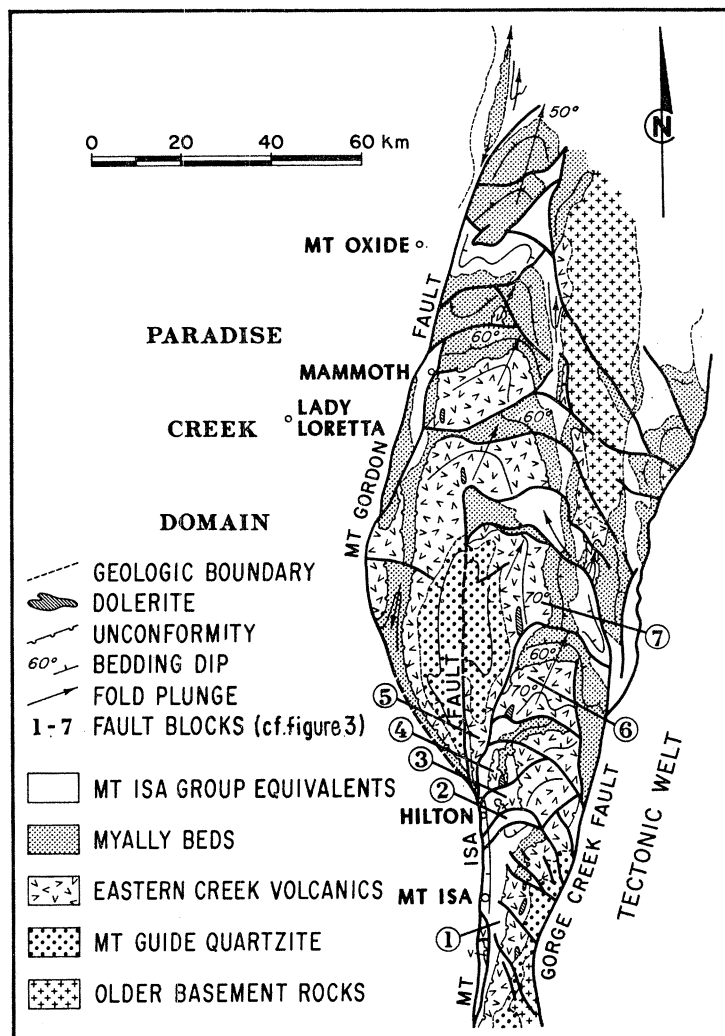 N
0 20 40 60 km
50°
MT OXIDE
PARADISE
FAULT
60°
MAMMOTH
LADY
CREEK LORETTA
60°
MT GORDON
DOMAIN
GEOLOGIC BOUNDARY
DOLERITE
UNCONFORMITY
60° BEDDING DIP
FOLD PLUNGE
1-7 FAULT BLOCKS (cf. figure 3)
70°
7
60°
70°
6
FAULT
5
4
3
2
HILTON
ISA
MT ISA
1
MT
GORGE CREEK FAULT
TECTONIC WELT
MT ISA GROUP EQUIVALENTS
MYALLY BEDS
EASTERN CREEK VOLCANICS
MT GUIDE QUARTZITE
OLDER BASEMENT ROCKS